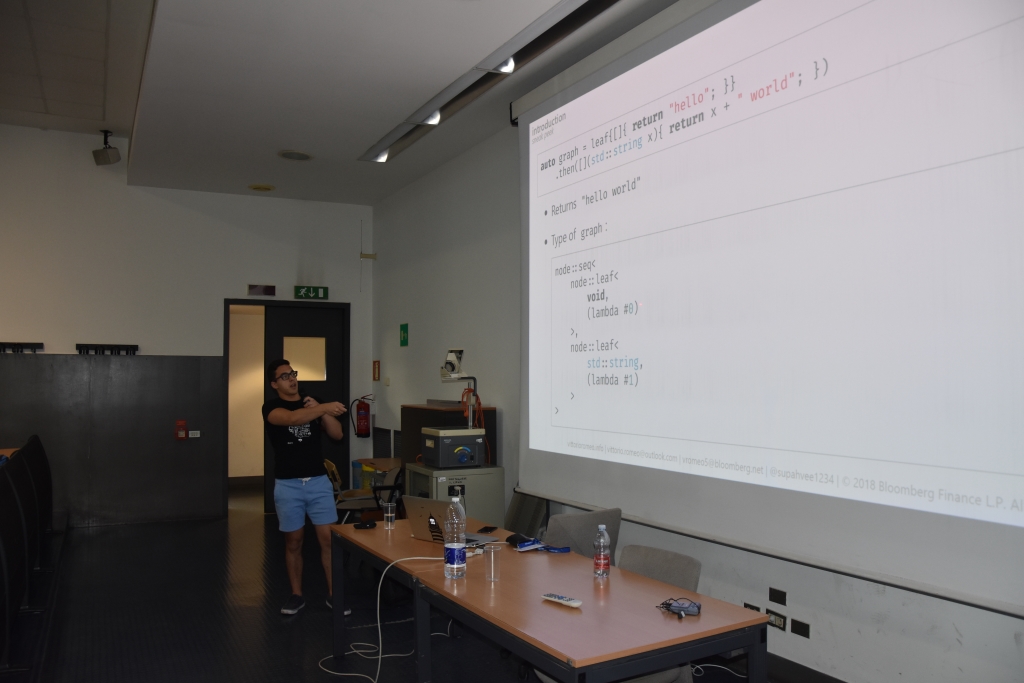 introduction
auto graph = leaf{[]{ return "hello"; }}
.then([](std::string x){ return x + " world"; })
• Returns "hello world"
• Type of graph:
node::seq<
node::leaf<
void,
(lambda #0)
>,
node::leaf<
std::string,
(lambda #1)
>
>
| @supahvee1234 | © 2018 Bloomberg Finance L.P. Al